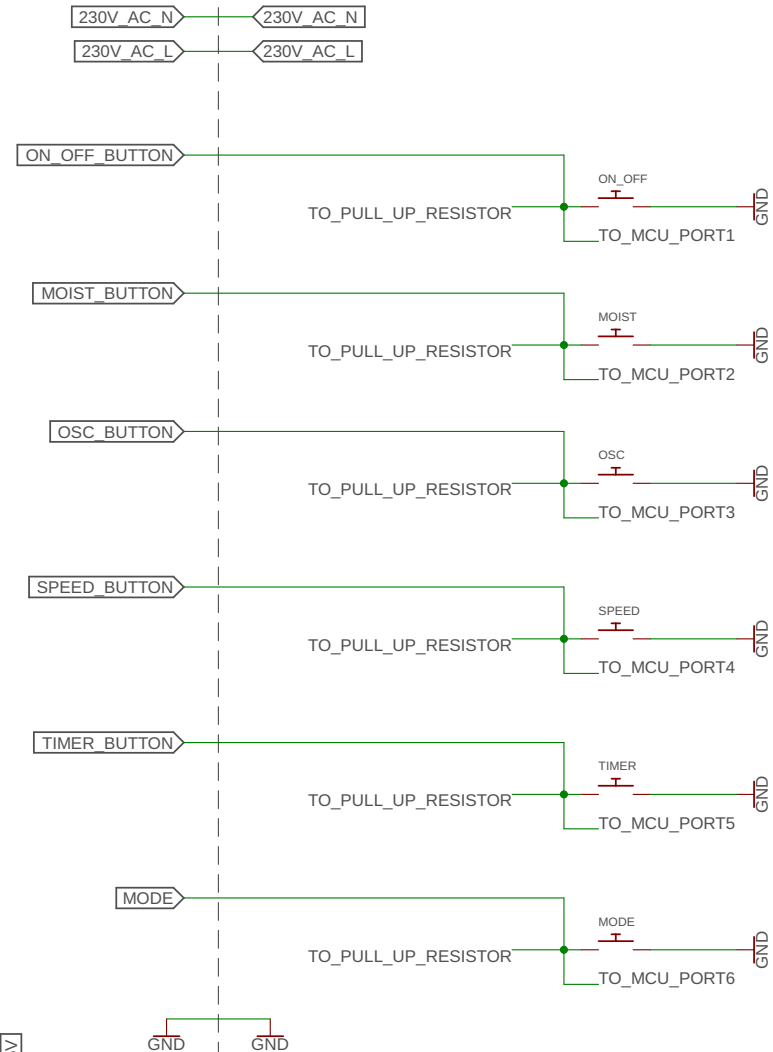 230V_AC_N 230V_AC_N
230V_AC_L 230V_AC_L
ON_OFF_BUTTON
ON_OFF
TO_PULL_UP_RESISTOR GND
TO_MCU_PORT1
MOIST_BUTTON
MOIST
TO_PULL_UP_RESISTOR GND
TO_MCU_PORT2
OSC_BUTTON
OSC
TO_PULL_UP_RESISTOR GND
TO_MCU_PORT3
SPEED_BUTTON
SPEED
TO_PULL_UP_RESISTOR GND
TO_MCU_PORT4
TIMER_BUTTON
TIMER
TO_PULL_UP_RESISTOR GND
TO_MCU_PORT5
MODE
MODE
TO_PULL_UP_RESISTOR GND
TO_MCU_PORT6
GND GND